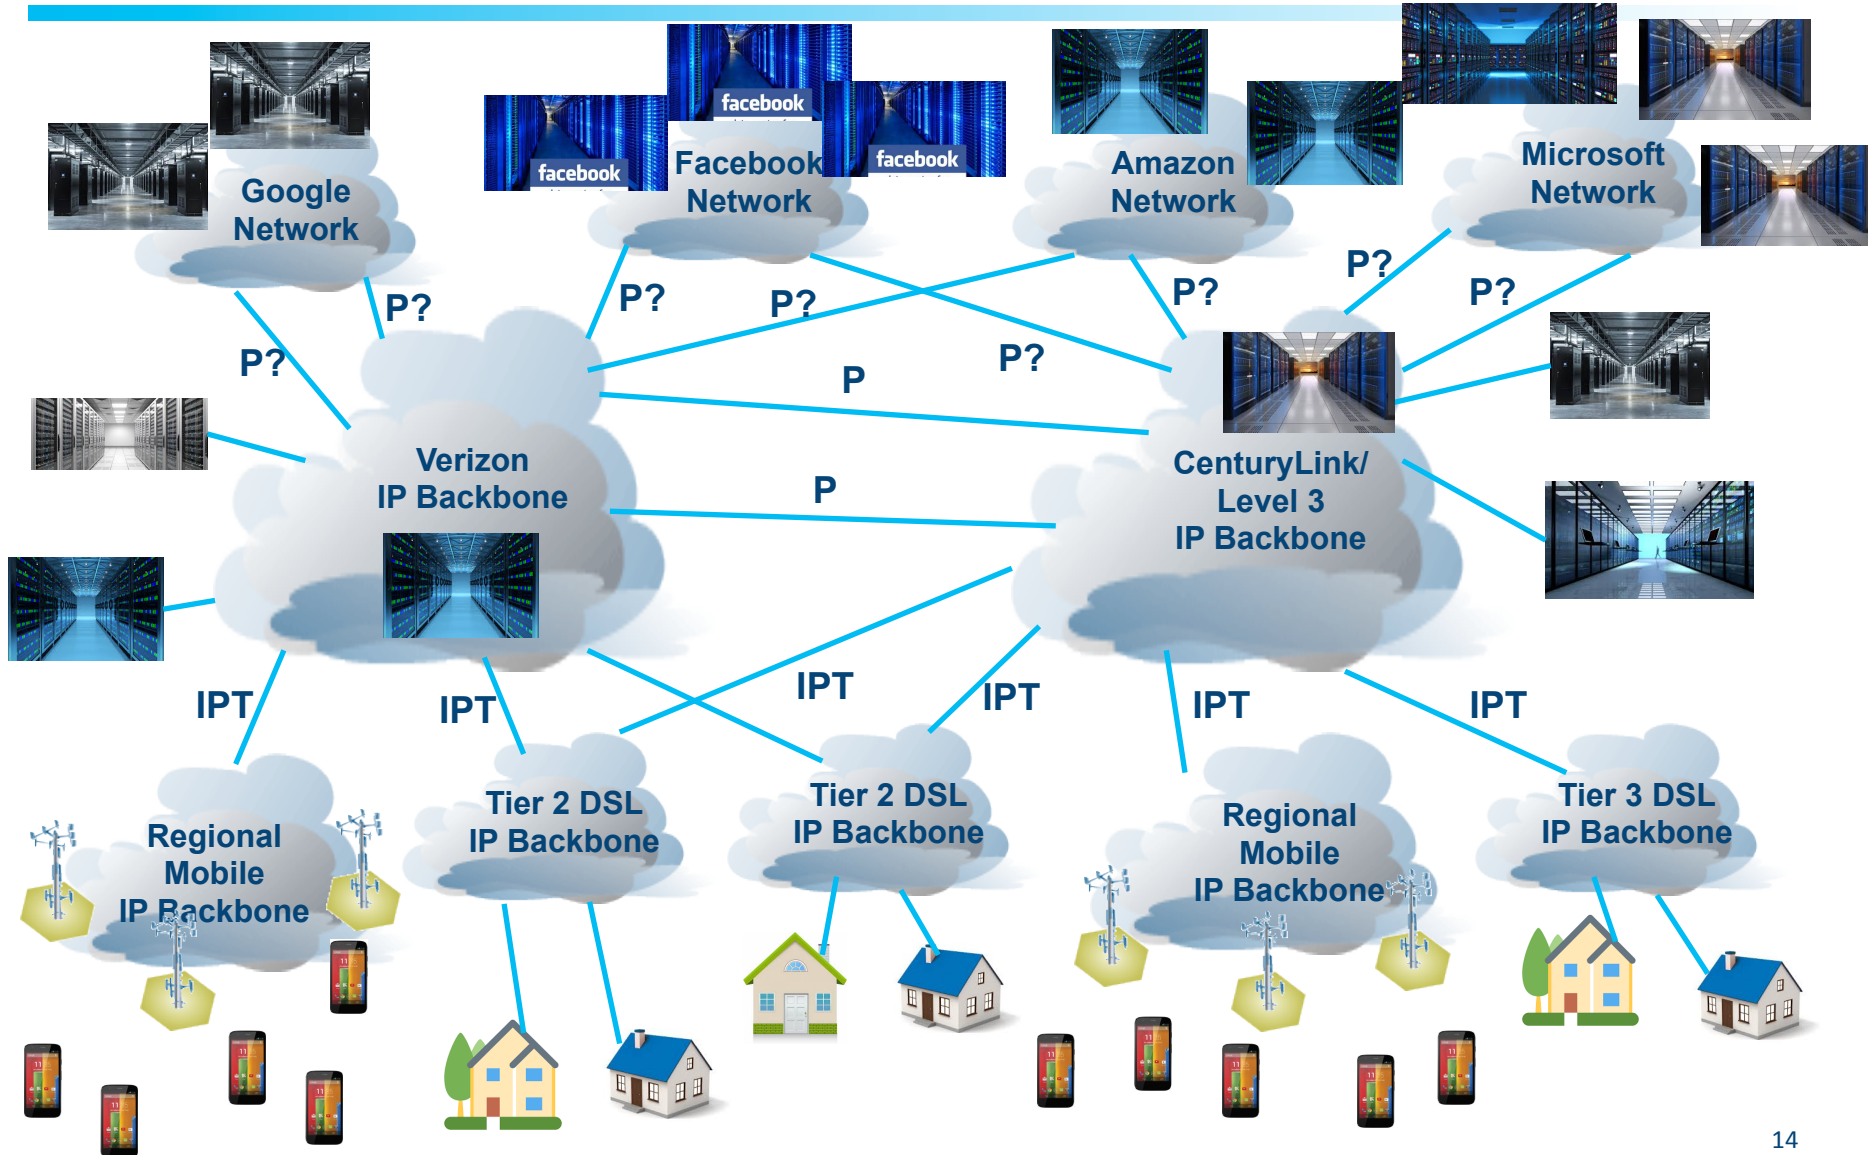 facebook
facebook
facebook
Google
Network
Facebook
Network
Amazon
Network
Microsoft
Network
P?
P?
P?
P?
P?
P?
P?
P?
P
P
Verizon
IP Backbone
CenturyLink/
Level 3
IP Backbone
IPT
IPT
IPT
IPT
IPT
IPT
Regional
Mobile
IP Backbone
Tier 2 DSL
IP Backbone
Tier 2 DSL
IP Backbone
Regional
Mobile
IP Backbone
Tier 3 DSL
IP Backbone
14